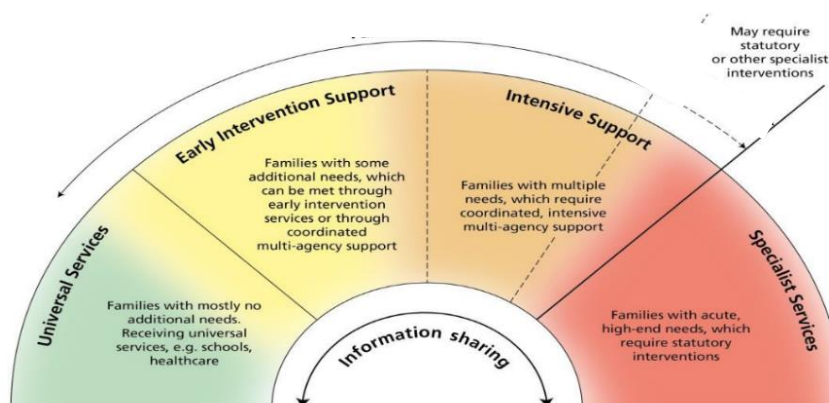 May require
statutory
or other specialist
interventions
Early Intervention Support
Intensive Support
Families with some
additional needs, which
can be met through
early intervention
services or through
coordinated
multi-agency support
Families with multiple
needs, which require
coordinated, intensive
multi-agency support
Universal Services
Specialist Services
Families with mostly no
additional needs.
Receiving universal
services, e.g. schools,
healthcare
Families with acute,
high-end needs, which
require statutory
interventions
Information sharing